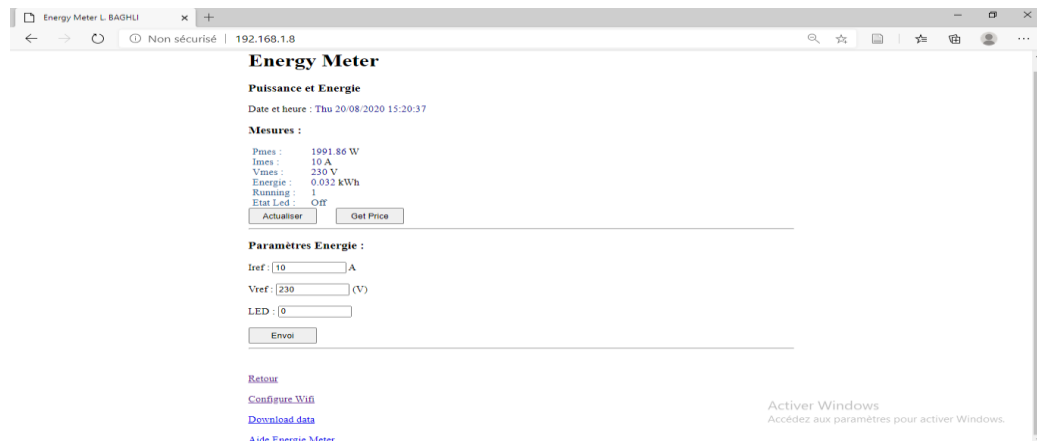 Energy Meter L. BAGHLI
Non sécurisé | 192.168.1.8
Energy Meter
Puissance et Energie
Date et heure : Thu 20/08/2020 15:20:37
Mesures :
Pmes : 1991.86 W
Imes : 10 A
Vmes : 230 V
Energie : 0.032 kWh
Running : 1
Etat Led : Off
Actualiser Get Price
Paramètres Energie :
Iref : 10 A
Vref : 230 (V)
LED : 0
Envoi
Retour
Configure Wifi
Download data
Aide Energie Meter
Activer Windows
Accédez aux paramètres pour activer Windows.